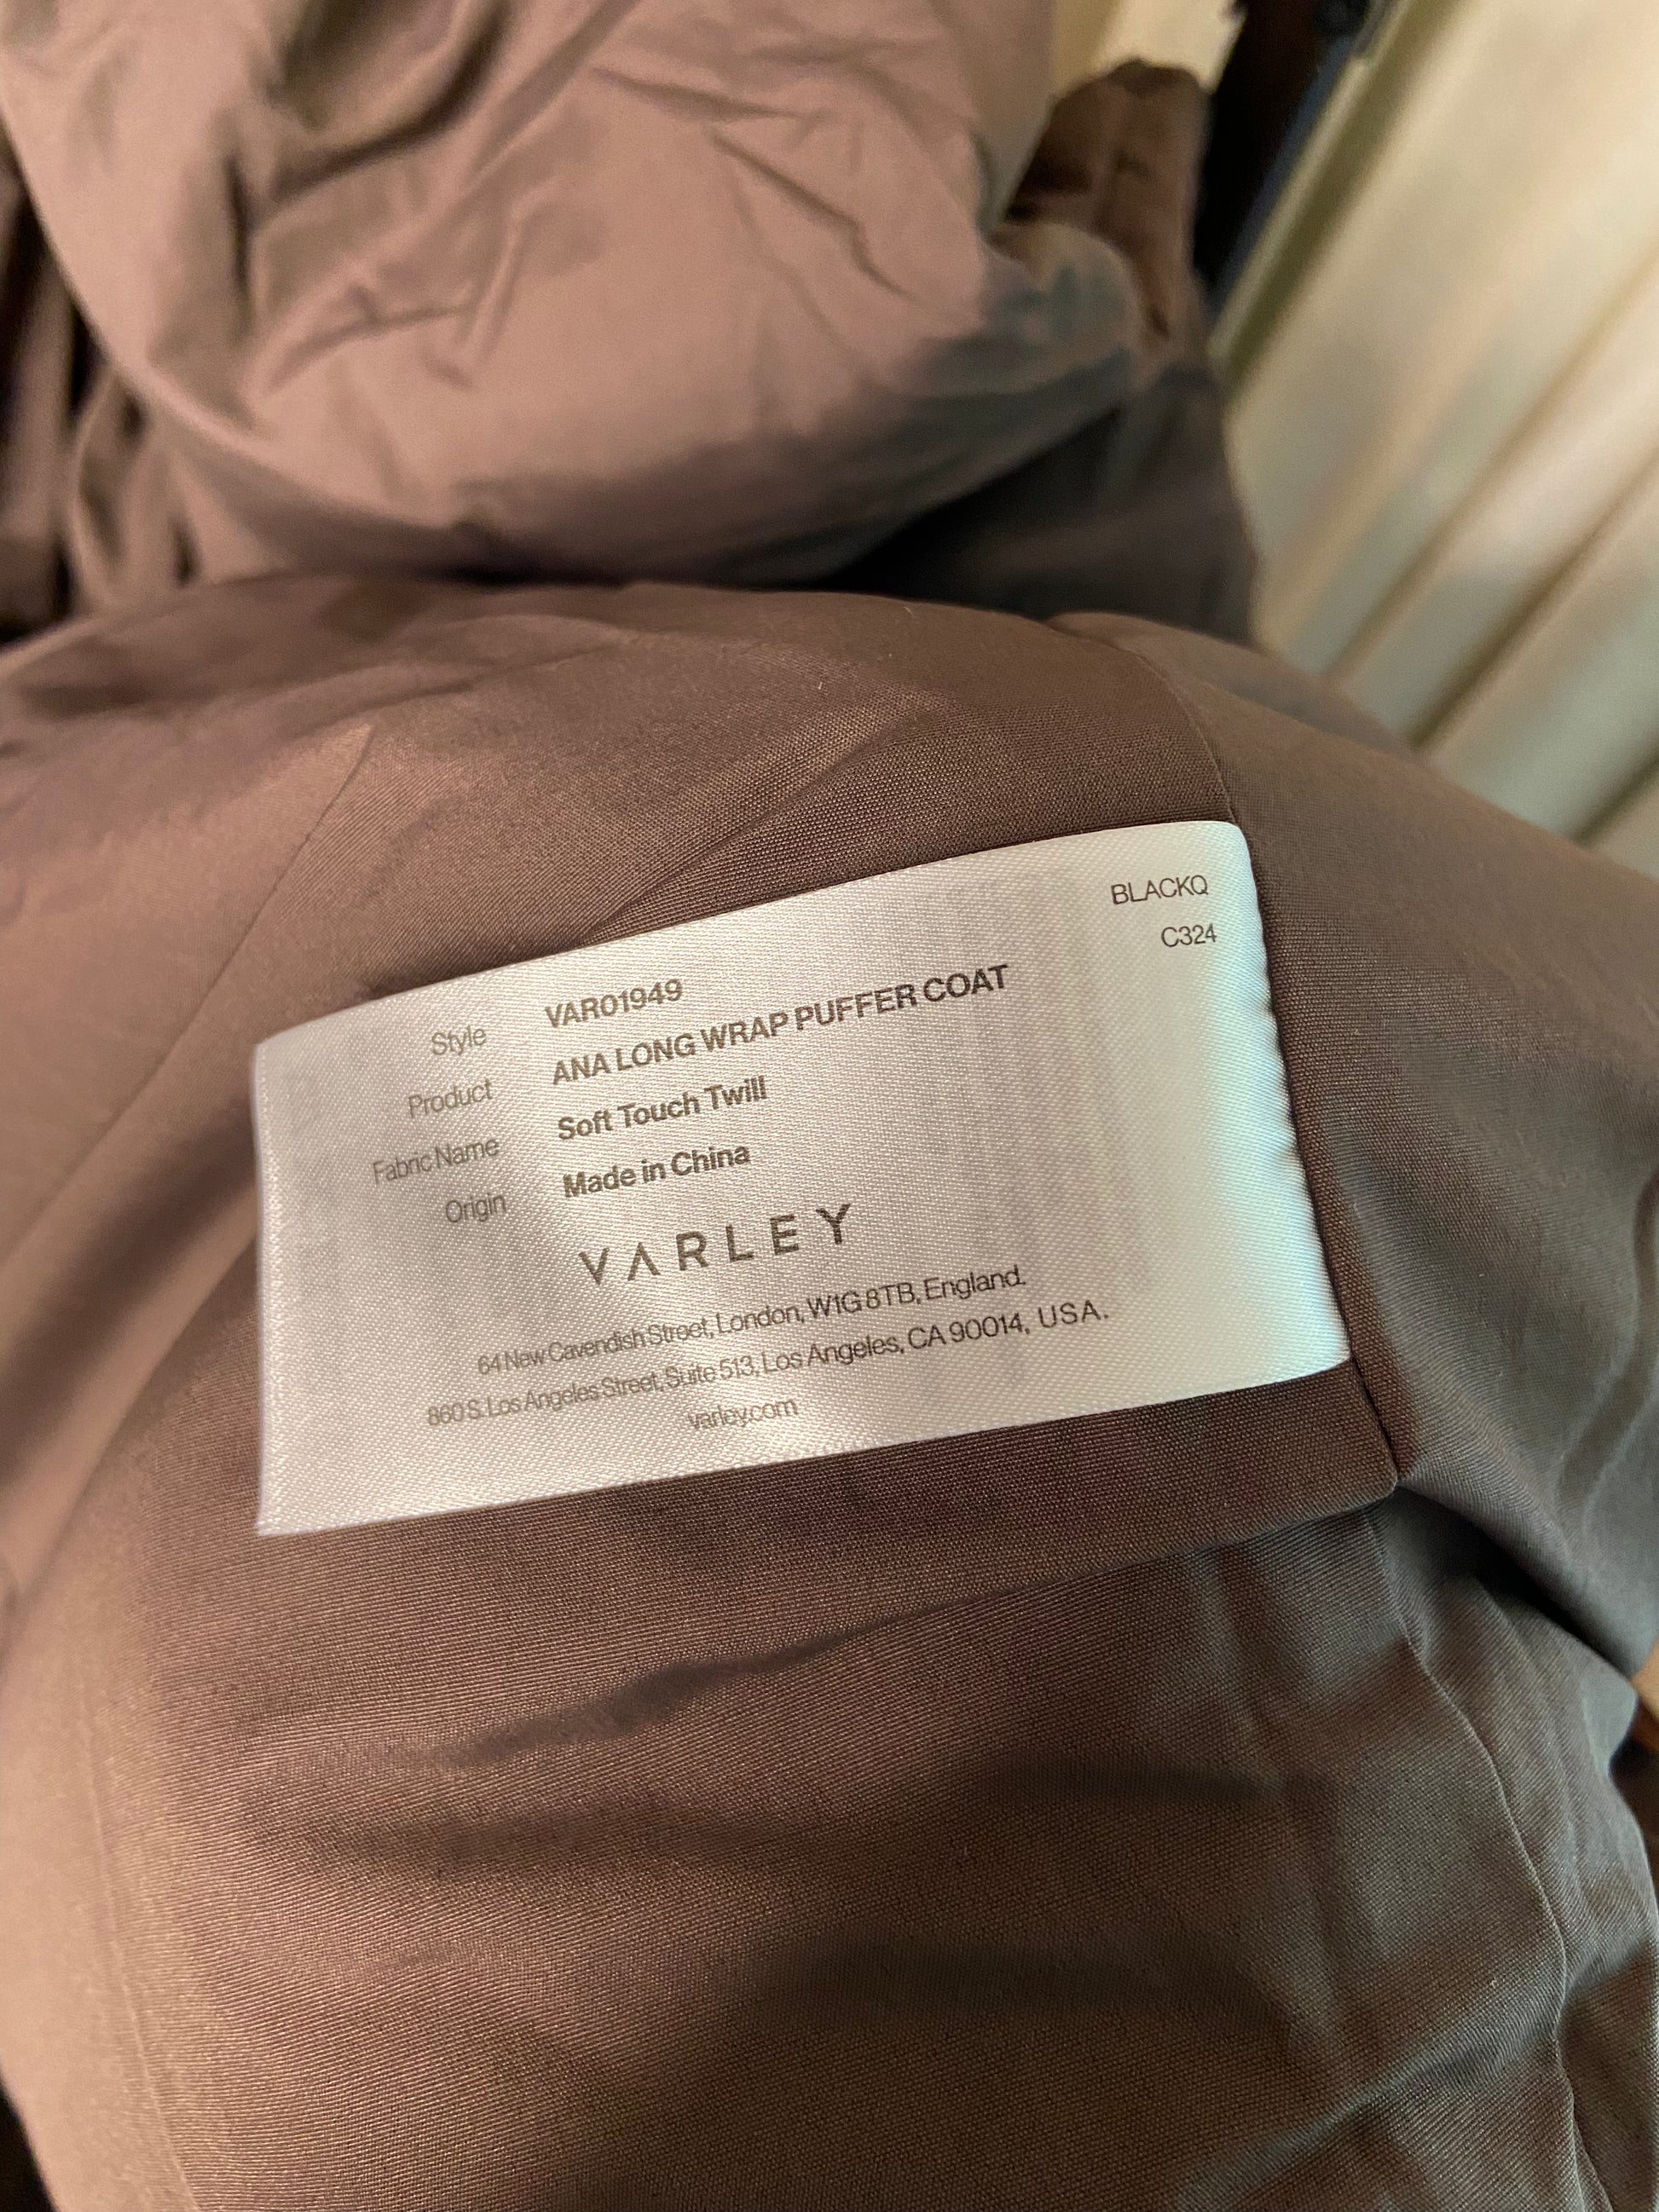 BLACKQ
C324
Style VAR01949
Product ANA LONG WRAP PUFFER COAT
Fabric Name Soft Touch Twill
Origin Made in China
VARLEY
64 New Cavendish Street, London, W1G 8TB, England.
860 S. Los Angeles Street, Suite 513, Los Angeles, CA 90014, USA.
varley.com